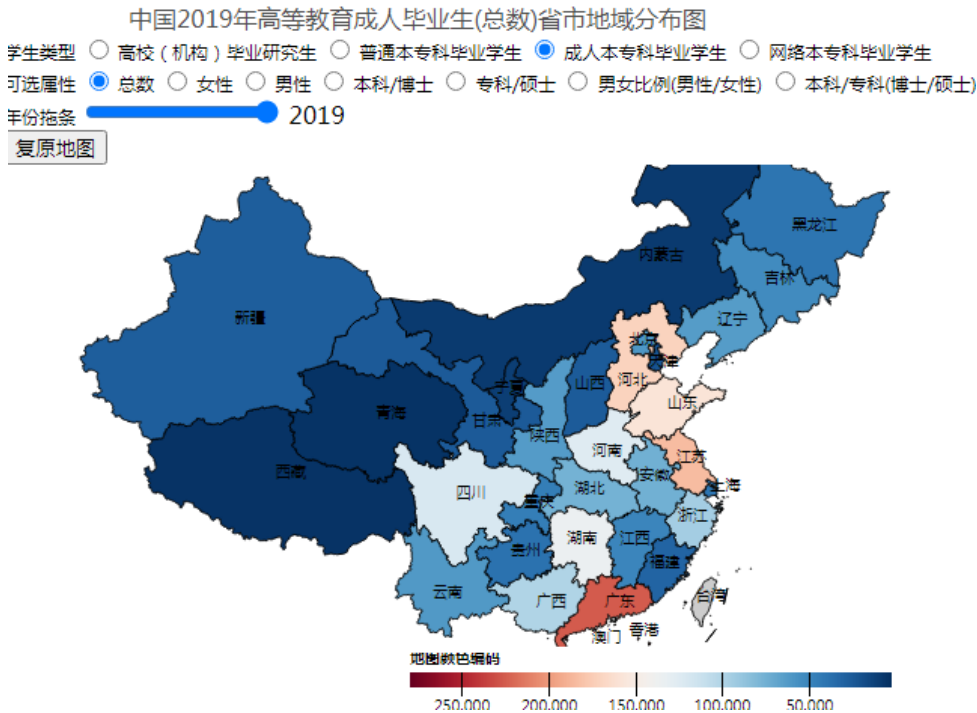 中国2019年高等教育成人毕业生(总数)省市地域分布图
学生类型 高校（机构）毕业研究生 普通本专科毕业学生 成人本专科毕业学生 网络本专科毕业学生
可选属性 总数 女性 男性 本科/博士 专科/硕士 男女比例(男性/女性) 本科/专科(博士/硕士)
年份拖条 2019
复原地图
黑龙江
内蒙古
吉林
新疆
辽宁
北京
天津
河北
山西
宁夏
山东
青海
甘肃
陕西
河南
江苏
西藏
安徽
四川
湖北
上海
重庆
浙江
湖南
江西
贵州
福建
云南
广西
广东
台湾
澳门
香港
地图颜色编码
250,000 200,000 150,000 100,000 50,000